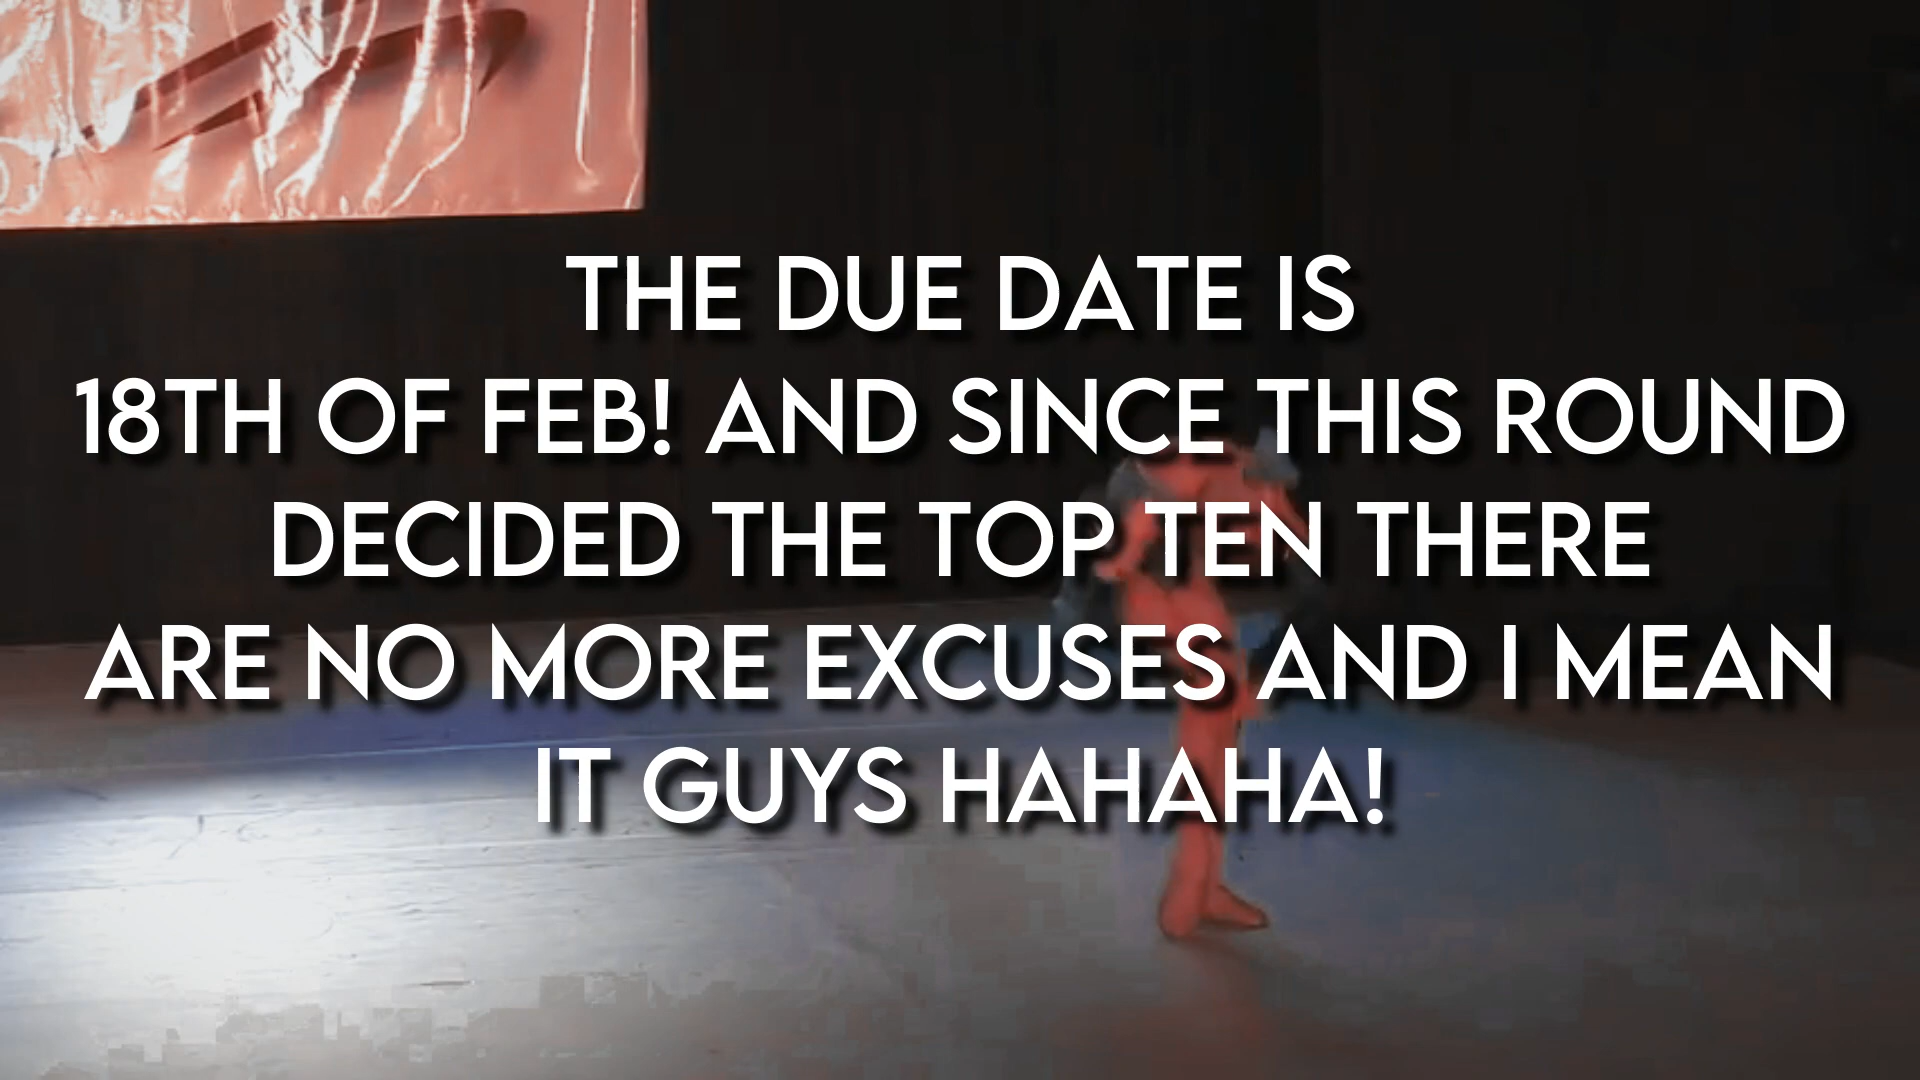 THE DUE DATE IS
18TH OF FEB! AND SINCE THIS ROUND
DECIDED THE TOP TEN THERE
ARE NO MORE EXCUSES AND I MEAN
IT GUYS HAHAHA!